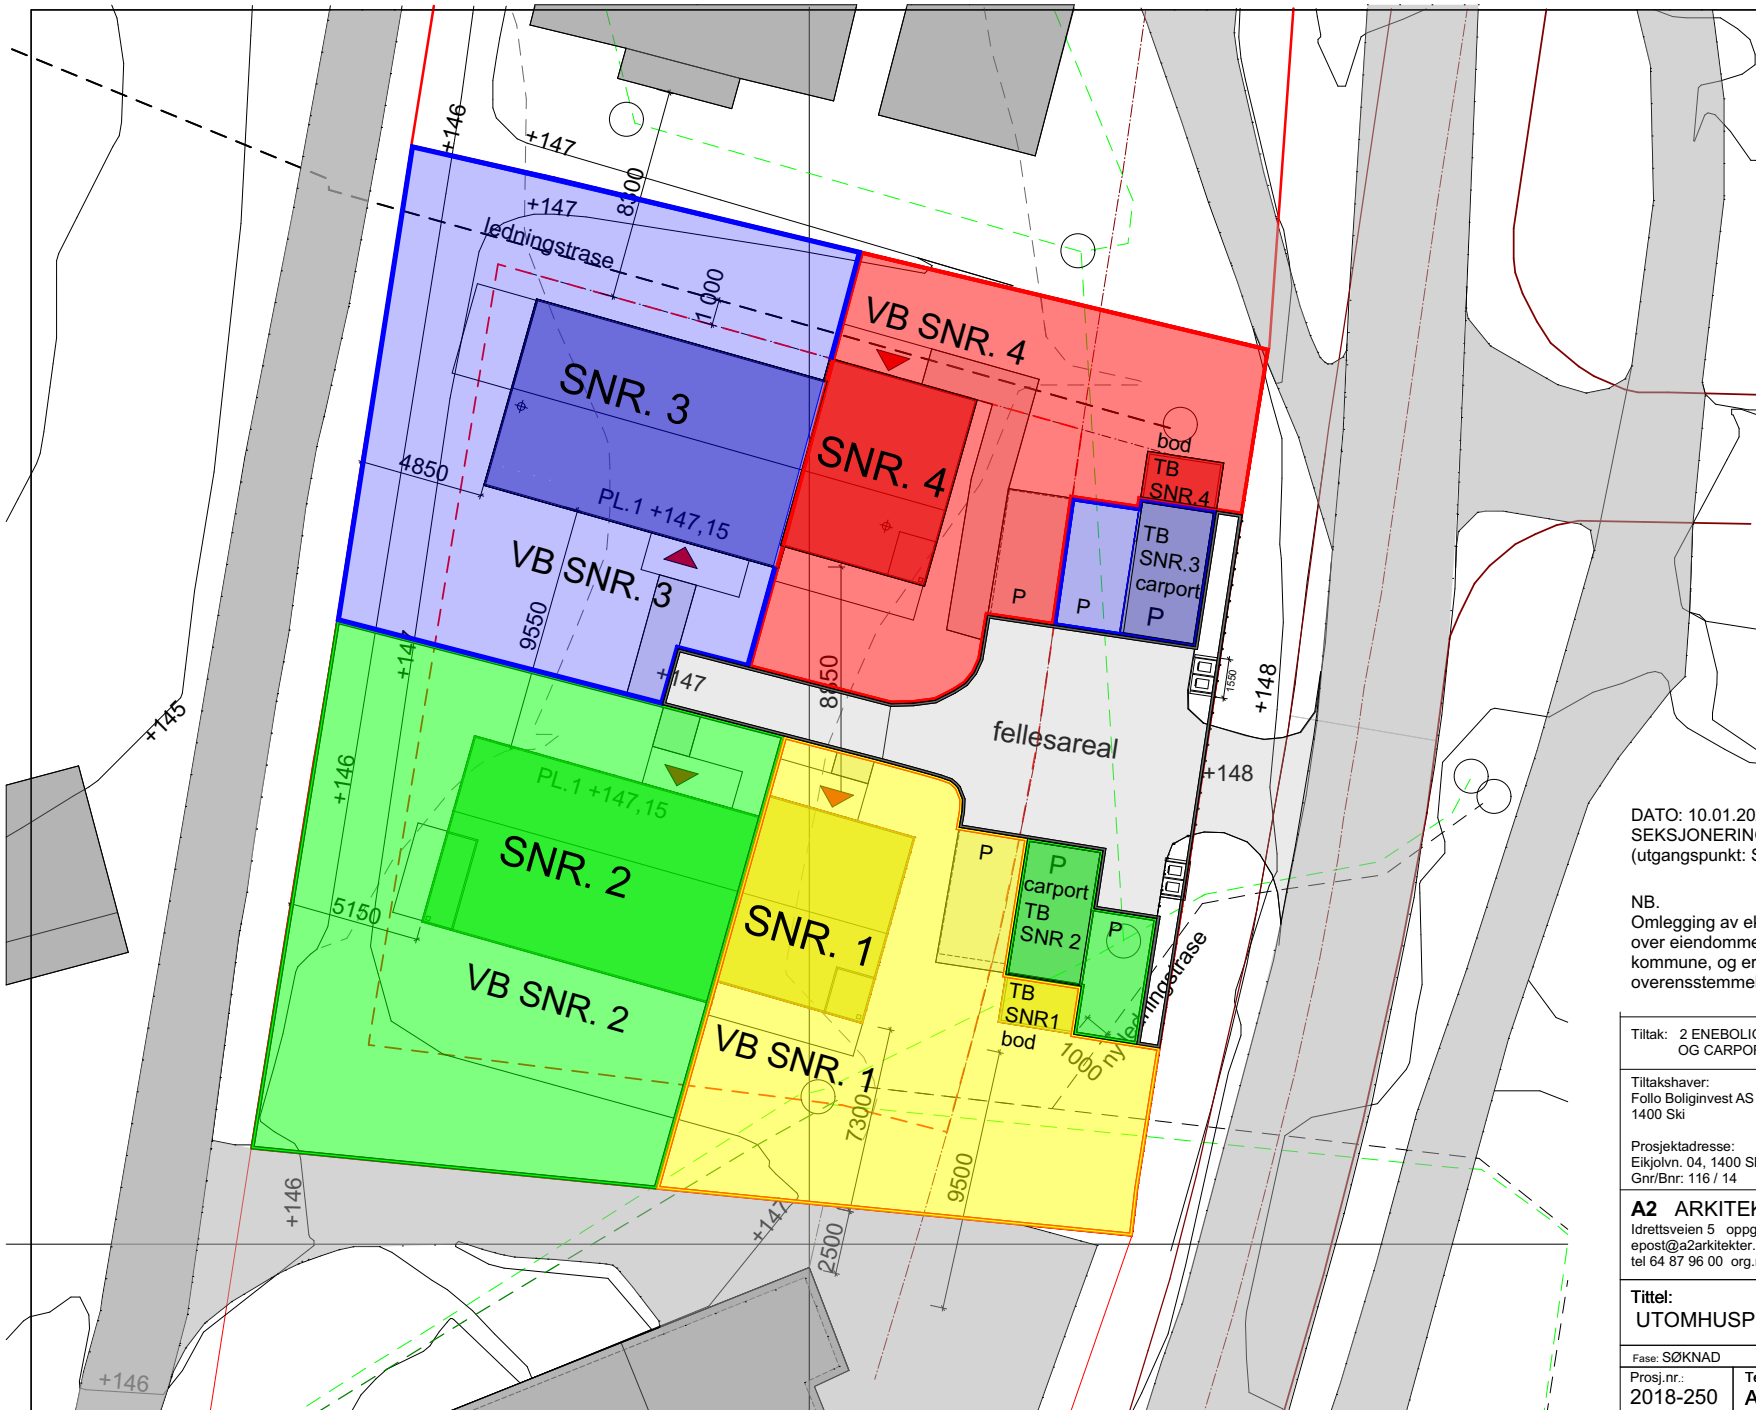 +146
+147
8300
+147
ledningstrase
1000
VB SNR. 4
SNR. 3
SNR. 4
bod
TB
SNR.4
4850
PL.1 +147,15
TB
SNR.3
carport
P
VB SNR. 3
P
P
9550
+147
+147
8850
1550
+148
fellesareal
+148
+145
+146
PL.1 +147,15
SNR. 2
P
P
carport
TB
SNR 2
P
5150
SNR. 1
VB SNR. 2
TB
SNR1
bod
ny ledningstrase
1000
VB SNR. 1
7300
9500
+146
+147
2500
+146
DATO: 10.01.20
SEKSJONERING
(utgangspunkt: S
NB.
Omlegging av el
over eiendomme
kommune, og er
overensstemmel
Tiltak: 2 ENEBOLIG
OG CARPOR
Tiltakshaver:
Follo Boliginvest AS
1400 Ski
Prosjektadresse:
Eikjolvn. 04, 1400 SK
Gnr/Bnr: 116 / 14
A2 ARKITEK
Idrettsveien 5 oppg
epost@a2arkitekter.
tel 64 87 96 00 org.n
Tittel:
UTOMHUSP
Fase: SØKNAD
Prosj.nr.:
2018-250
Te
A